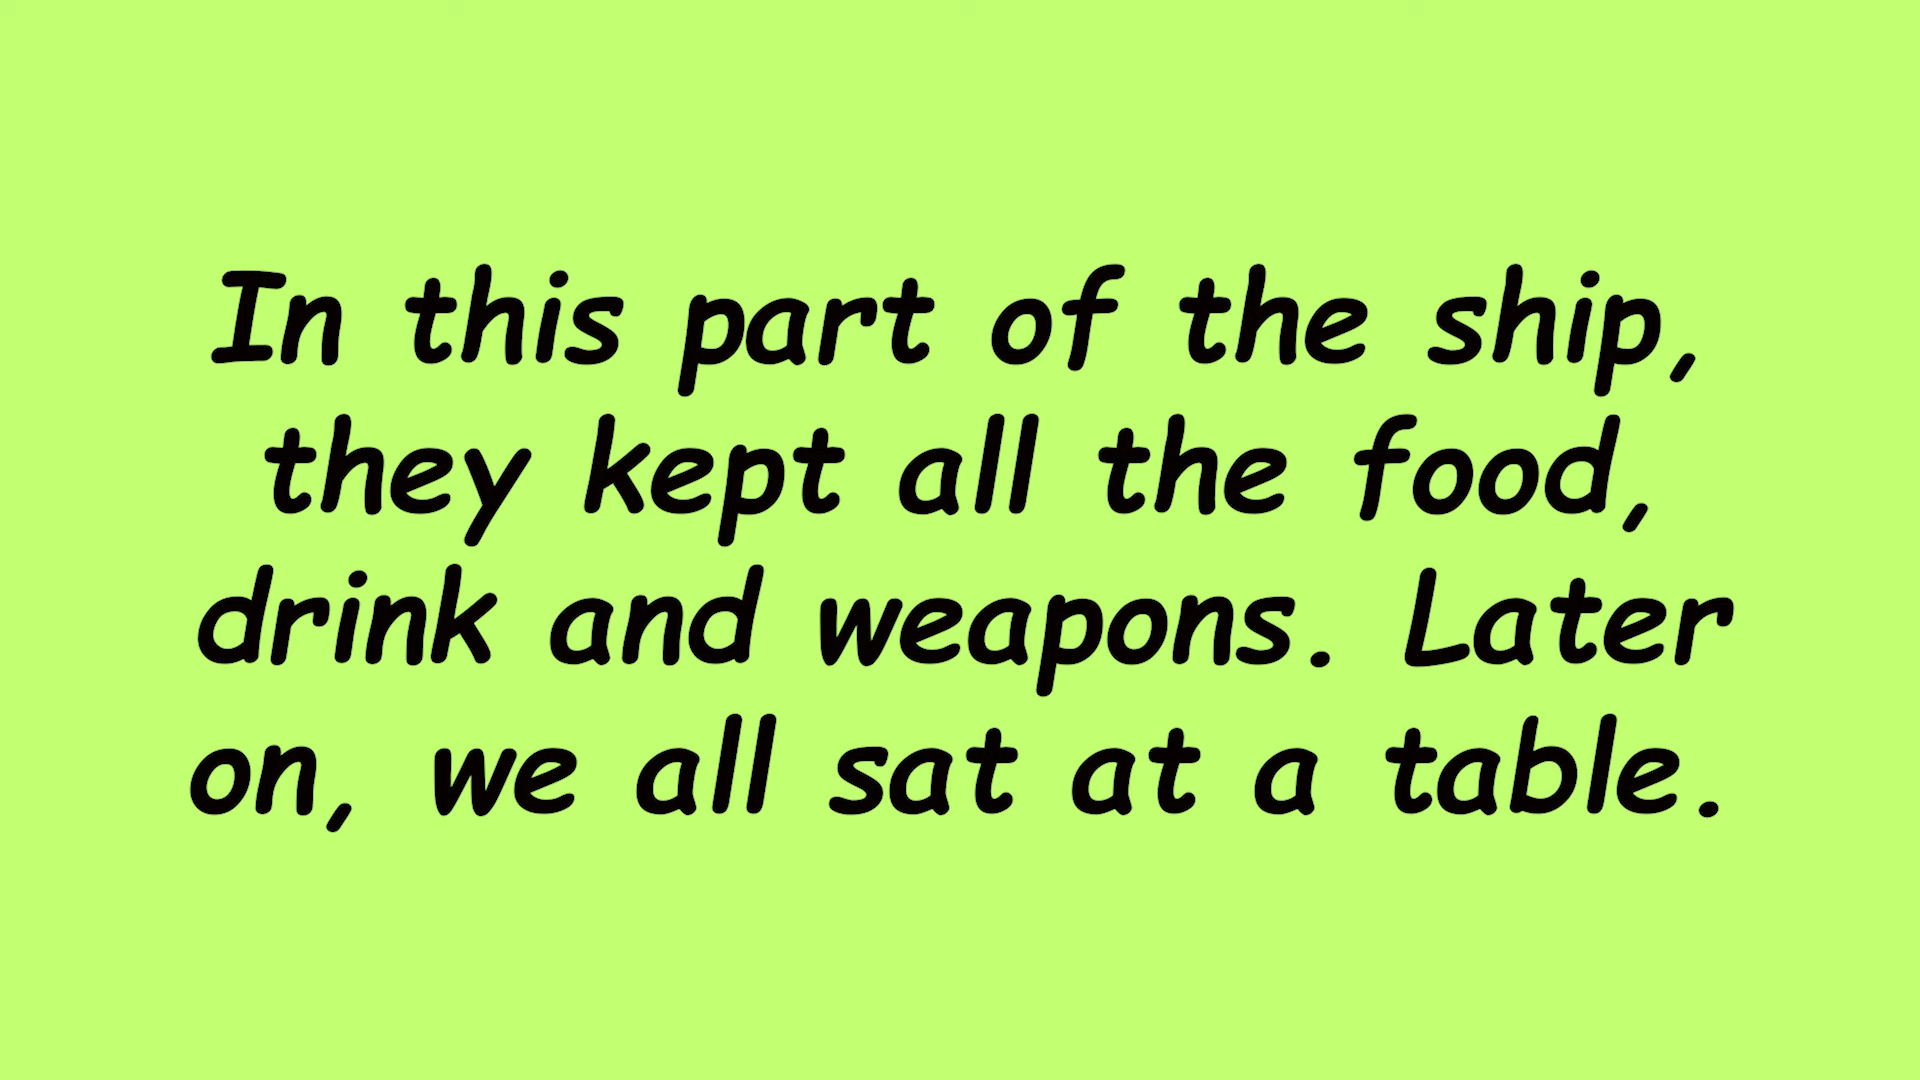 In this part of the ship,
they kept all the food,
drink and weapons. Later
on, we all sat at a table.